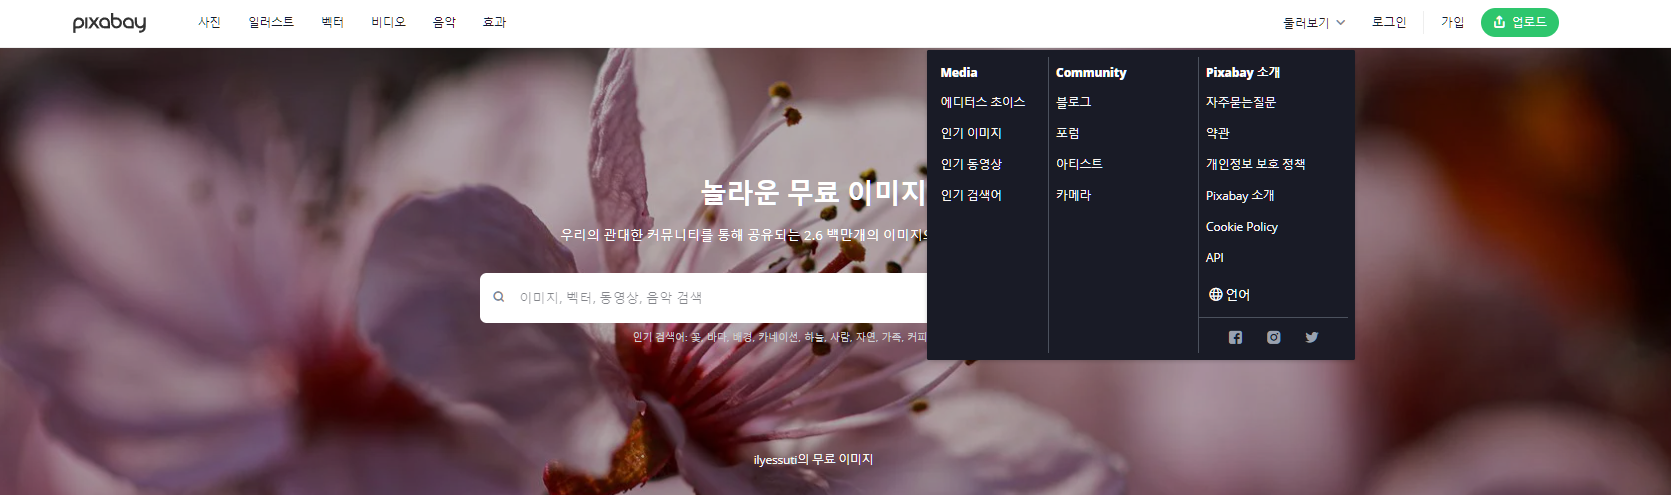 pixabay
사진 일러스트 벡터 비디오 음악 효과
둘러보기 로그인 가입 업로드
Media
에디터스 초이스
인기 이미지
인기 동영상
인기 검색어
Community
블로그
포럼
아티스트
카메라
Pixabay 소개
자주묻는질문
약관
개인정보 보호 정책
Pixabay 소개
Cookie Policy
API
언어
놀라운 무료 이미지
우리의 관대한 커뮤니티를 통해 공유되는 2.6 백만개의 이미지
이미지, 벡터, 동영상, 음악 검색
인기 검색어: 꽃, 바다, 배경, 카네이션, 하늘, 사람, 자연, 가족, 커피
ilyessuti의 무료 이미지